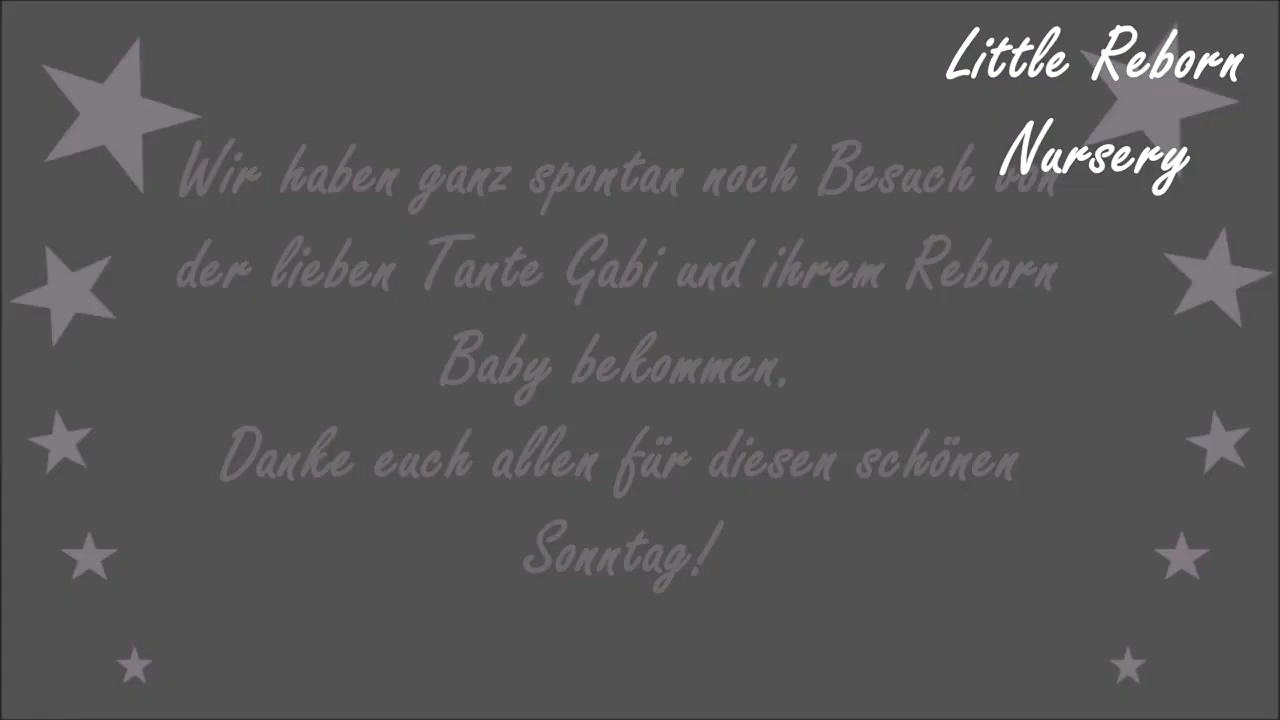 Little Reborn
Nursery
Wir haben ganz spontan noch Besuch von
der lieben Tante Gabi und ihrem Reborn
Baby bekommen.
Danke euch allen für diesen schönen
Sonntag!